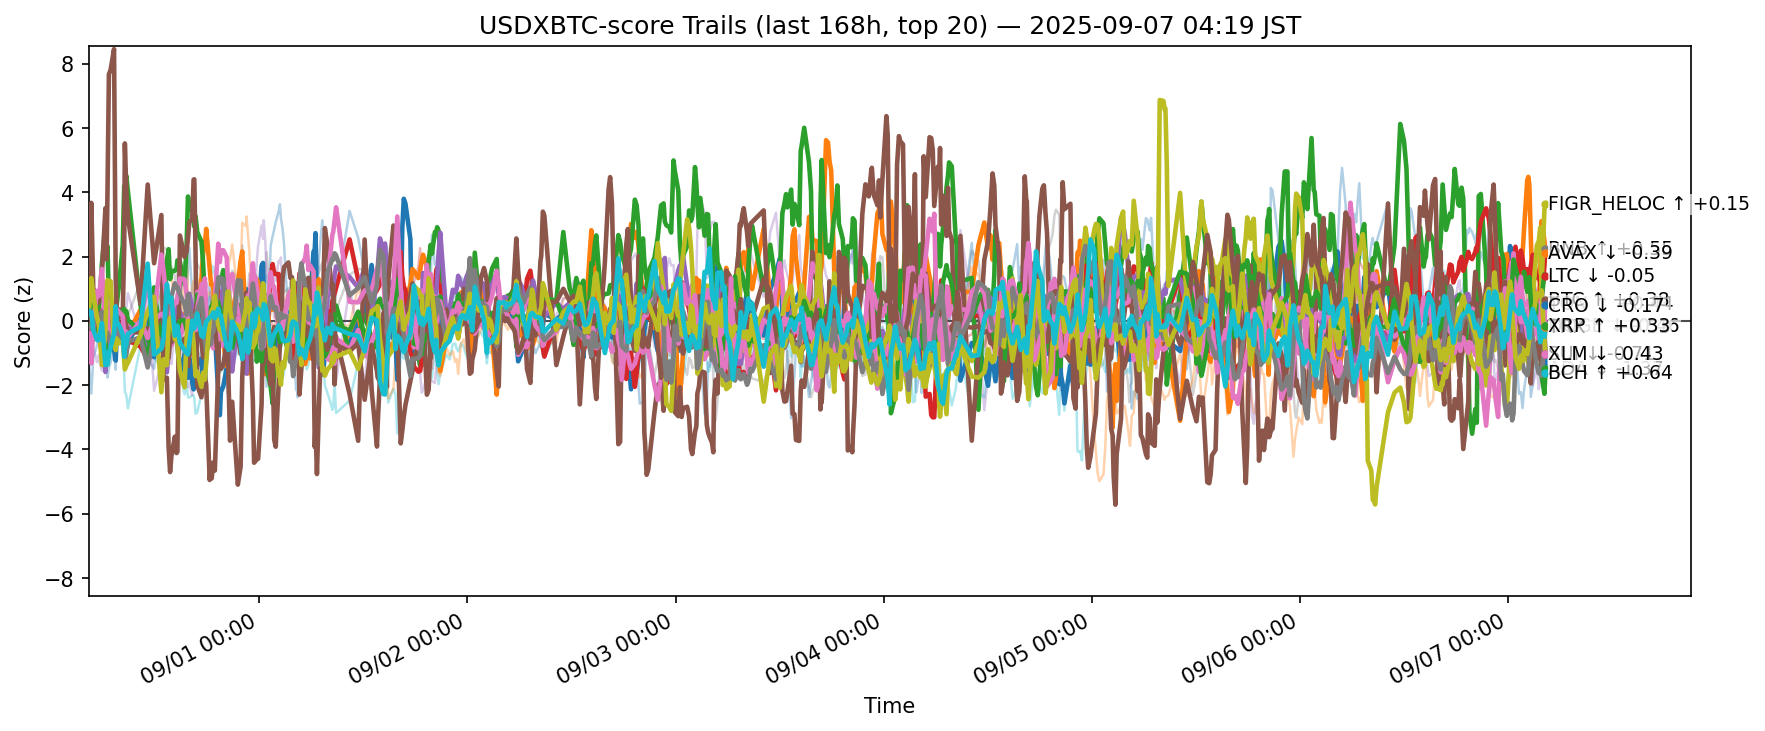 USDXBTC-score Trails (last 168h, top 20) — 2025-09-07 04:19 JST
Score (z)
8
6
4
2
0
−2
−4
−6
−8
FIGR_HELOC ↑ +0.15
AVAX ↓ -0.39
LTC ↓ -0.05
CRO ↓ -0.17
XRP ↑ +0.33
XLM ↓ -0.43
BCH ↑ +0.64
09/01 00:00
09/02 00:00
09/03 00:00
09/04 00:00
09/05 00:00
09/06 00:00
09/07 00:00
Time